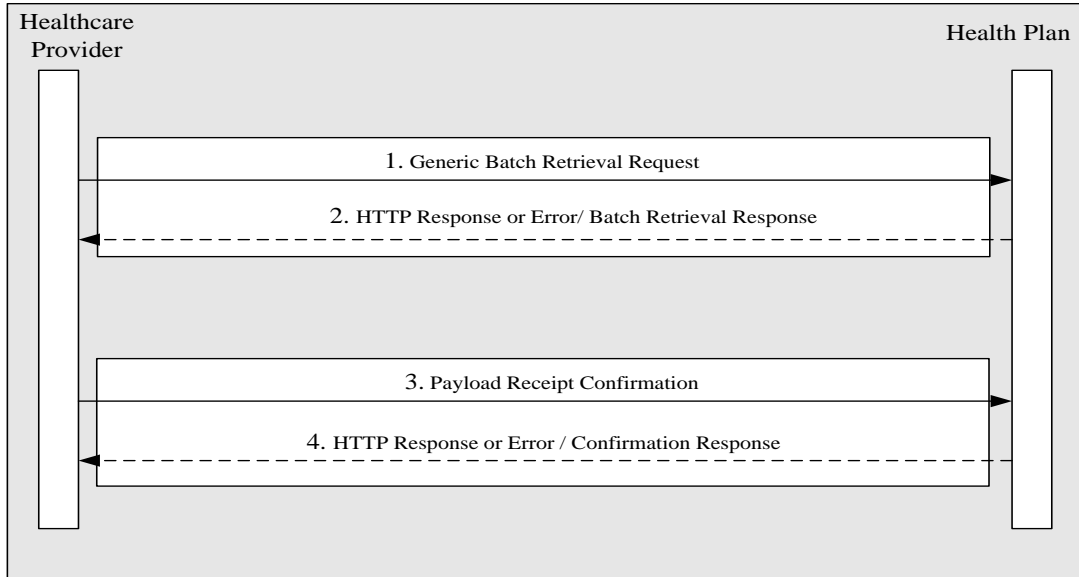 Healthcare
Provider
Health Plan
1. Generic Batch Retrieval Request
2. HTTP Response or Error/ Batch Retrieval Response
3. Payload Receipt Confirmation
4. HTTP Response or Error / Confirmation Response